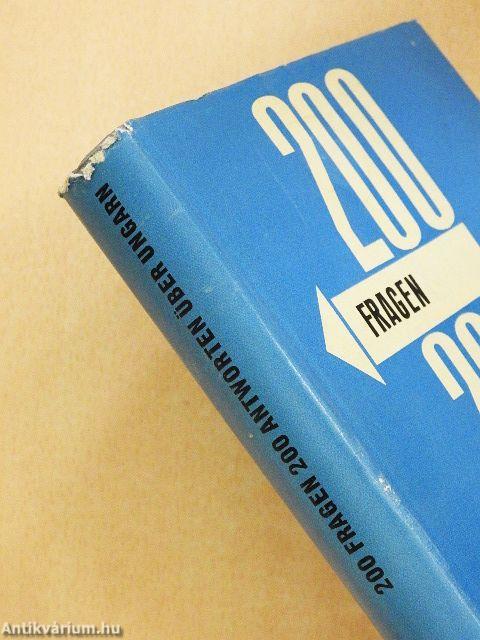 200
FRAGEN
200 FRAGEN 200 ANTWORTEN ÜBER UNGARN
Antikvárium.hu